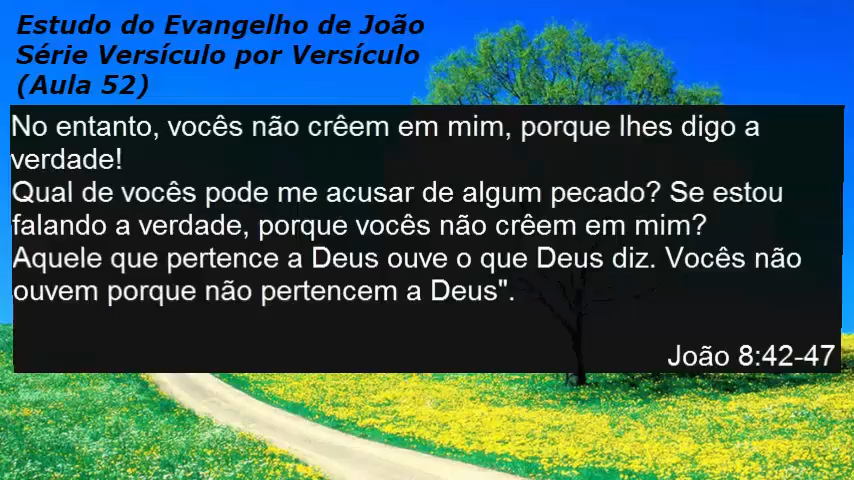 Estudo do Evangelho de João
Série Versículo por Versículo
(Aula 52)
No entanto, vocês não crêem em mim, porque lhes digo a
verdade!
Qual de vocês pode me acusar de algum pecado? Se estou
falando a verdade, porque vocês não crêem em mim?
Aquele que pertence a Deus ouve o que Deus diz. Vocês não
ouvem porque não pertencem a Deus".
João 8:42-47